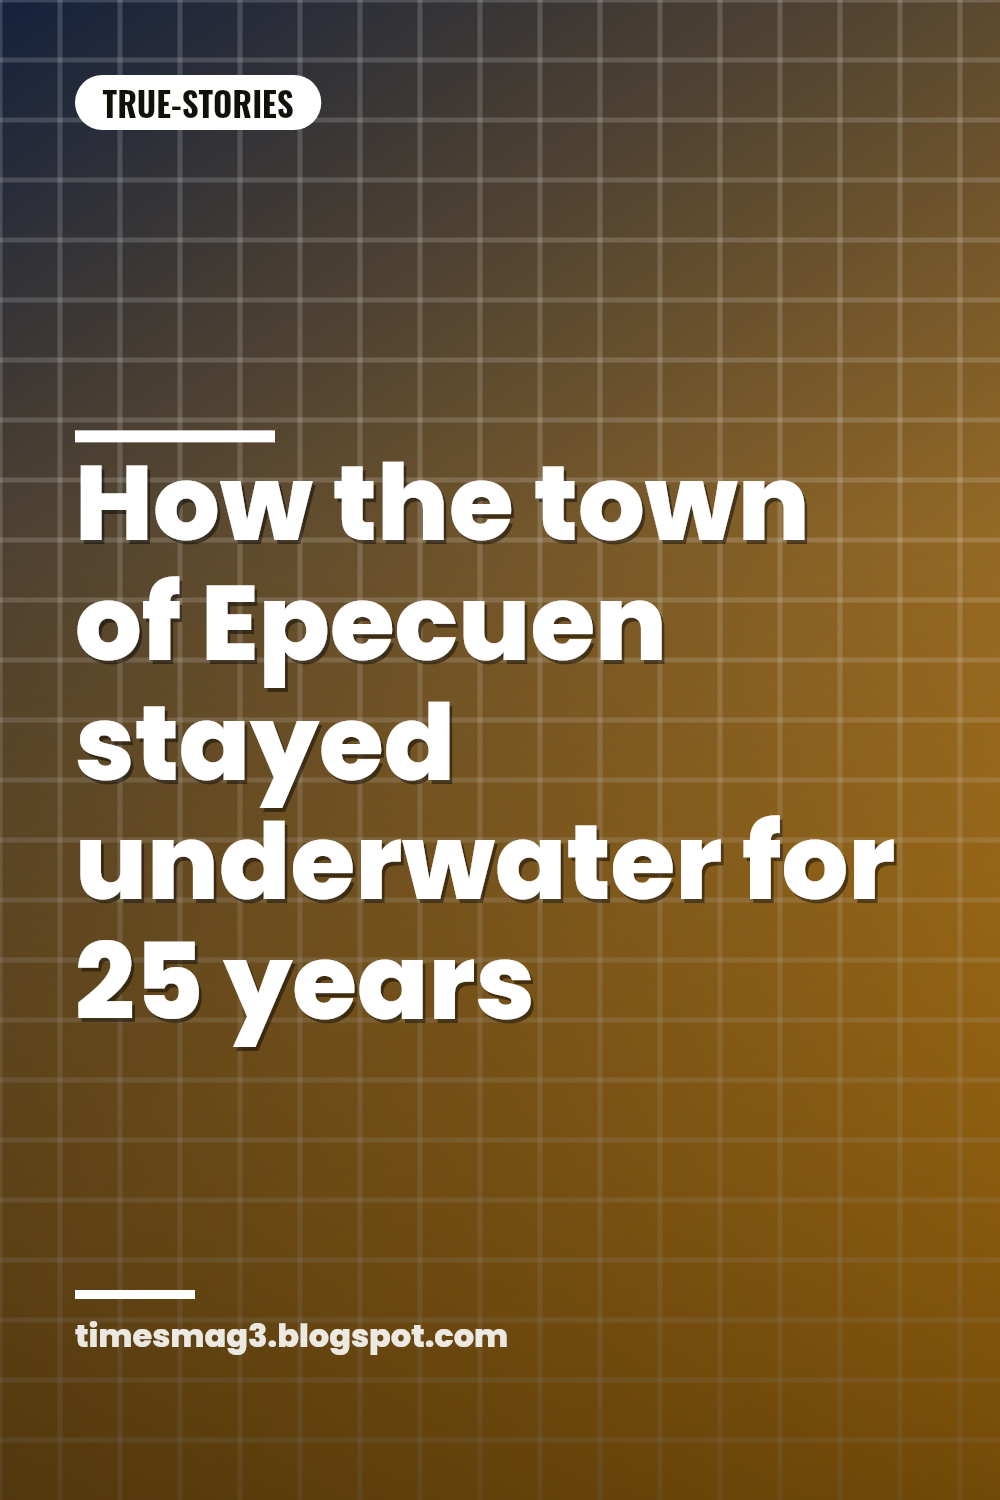 TRUE-STORIES
How the town
of Epecuen
stayed
underwater for
25 years
timesmag3.blogspot.com